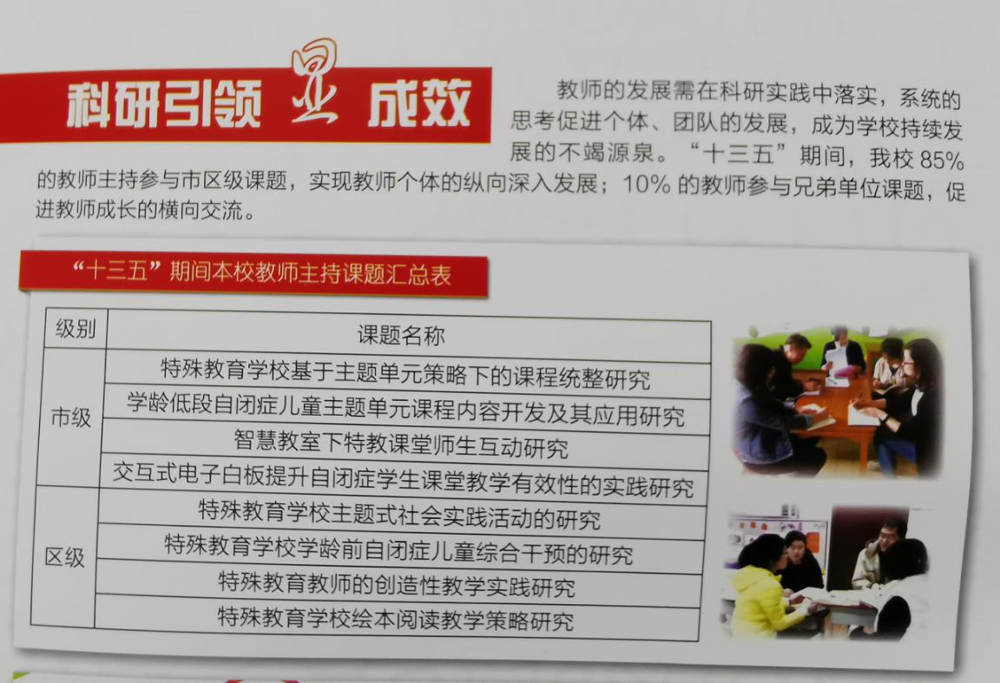 科研引领显成效
教师的发展需在科研实践中落实，系统的
思考促进个体、团队的发展，成为学校持续发
展的不竭源泉。“十三五”期间，我校85%
的教师主持参与市区级课题，实现教师个体的纵向深入发展；10%的教师参与兄弟单位课题，促
进教师成长的横向交流。
“十三五”期间本校教师主持课题汇总表
级别 课题名称
市级
特殊教育学校基于主题单元策略下的课程统整研究
学龄低段自闭症儿童主题单元课程内容开发及其应用研究
智慧教室下特教课堂师生互动研究
交互式电子白板提升自闭症学生课堂教学有效性的实践研究
区级
特殊教育学校主题式社会实践活动的研究
特殊教育学校学龄前自闭症儿童综合干预的研究
特殊教育教师的创造性教学实践研究
特殊教育学校绘本阅读教学策略研究